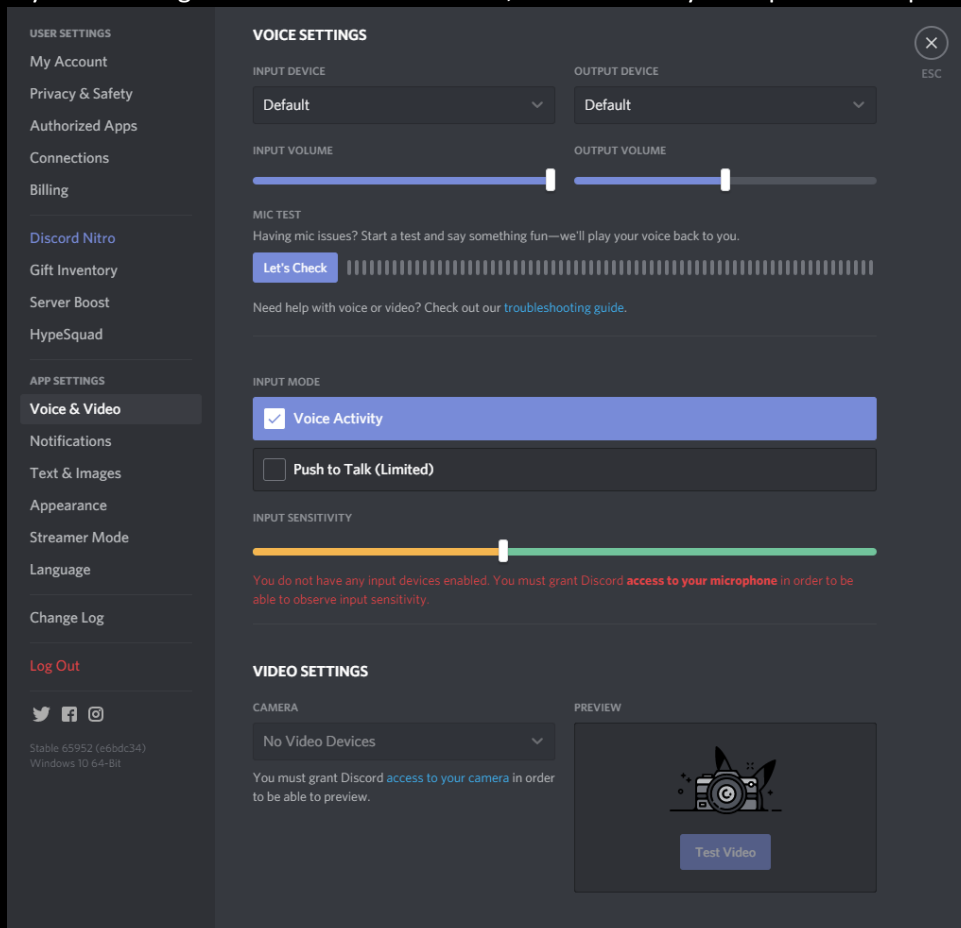 USER SETTINGS
My Account
Privacy & Safety
Authorized Apps
Connections
Billing
Discord Nitro
Gift Inventory
Server Boost
HypeSquad
APP SETTINGS
Voice & Video
Notifications
Text & Images
Appearance
Streamer Mode
Language
Change Log
Log Out
Stable 65952 (e6bdc34)
Windows 10 64-Bit
VOICE SETTINGS
INPUT DEVICE
Default
OUTPUT DEVICE
Default
INPUT VOLUME
OUTPUT VOLUME
MIC TEST
Having mic issues? Start a test and say something fun—we'll play your voice back to you.
Let's Check
Need help with voice or video? Check out our troubleshooting guide.
INPUT MODE
Voice Activity
Push to Talk (Limited)
INPUT SENSITIVITY
You do not have any input devices enabled. You must grant Discord access to your microphone in order to be
able to observe input sensitivity.
VIDEO SETTINGS
CAMERA
No Video Devices
You must grant Discord access to your camera in order
to be able to preview.
PREVIEW
Test Video
ESC